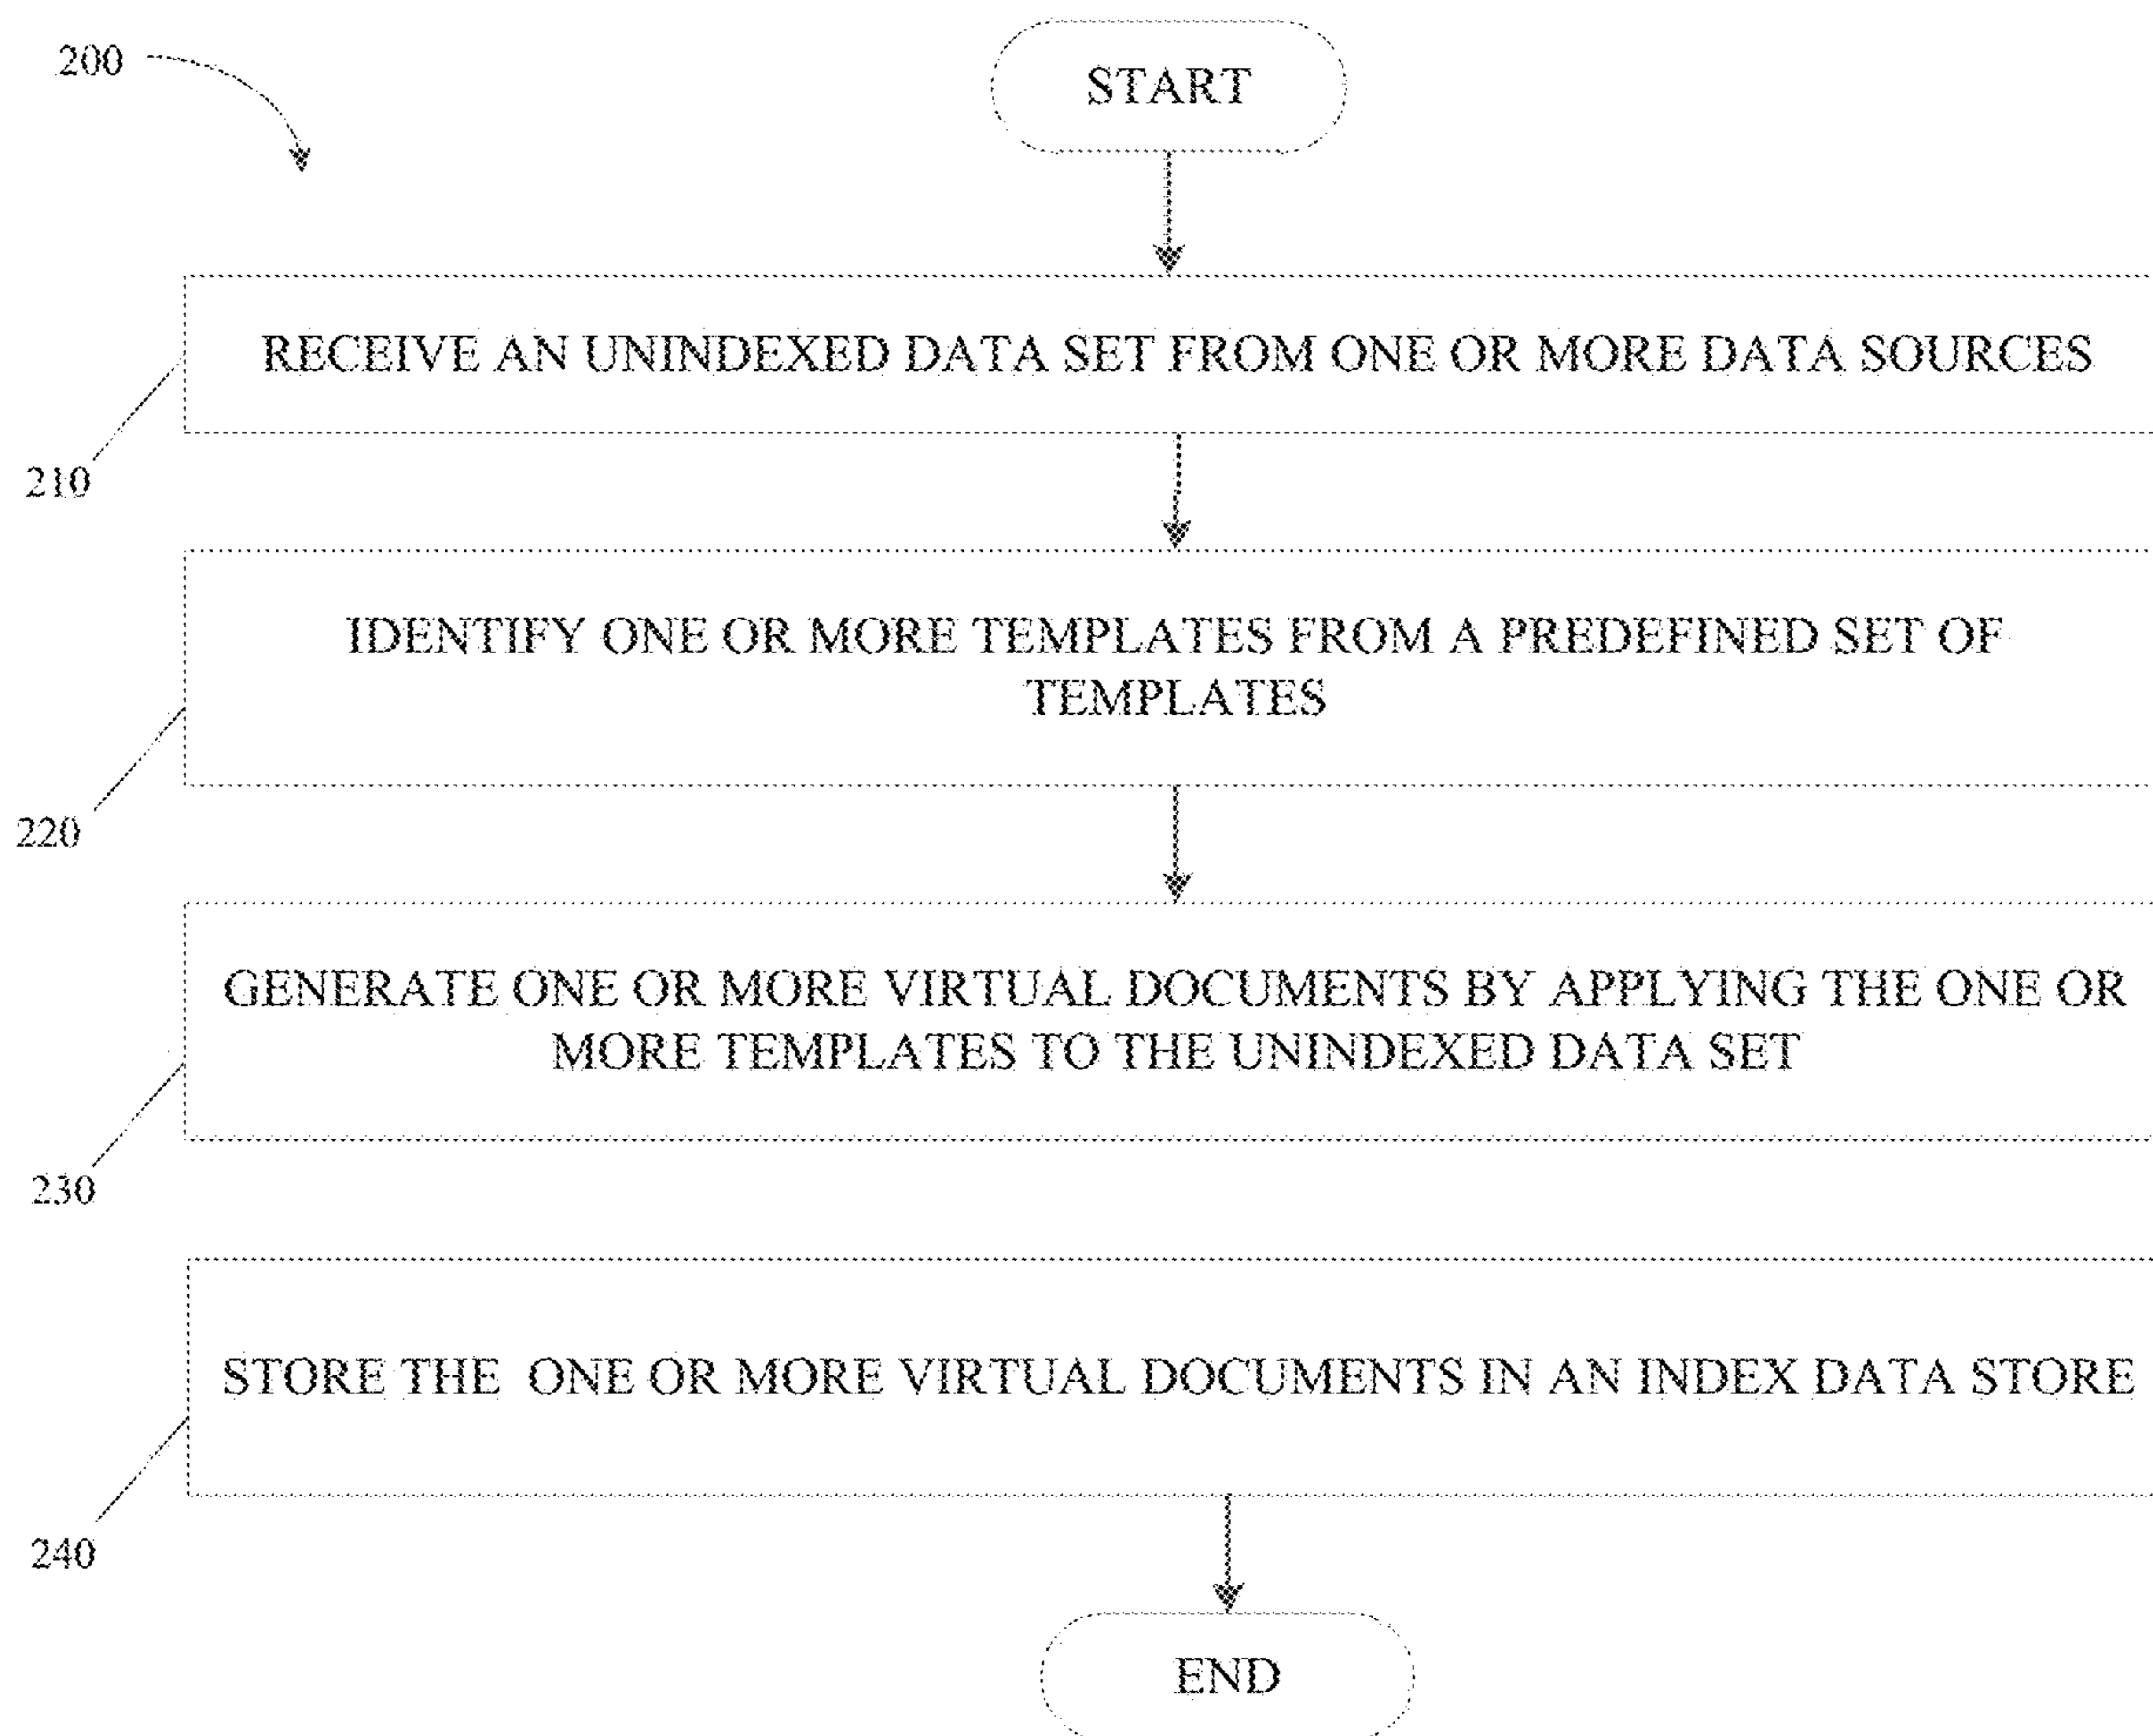 200
START
RECEIVE AN UNINDEXED DATA SET FROM ONE OR MORE DATA SOURCES
210
IDENTIFY ONE OR MORE TEMPLATES FROM A PREDEFINED SET OF
TEMPLATES
220
GENERATE ONE OR MORE VIRTUAL DOCUMENTS BY APPLYING THE ONE OR
MORE TEMPLATES TO THE UNINDEXED DATA SET
230
STORE THE ONE OR MORE VIRTUAL DOCUMENTS IN AN INDEX DATA STORE
240
END